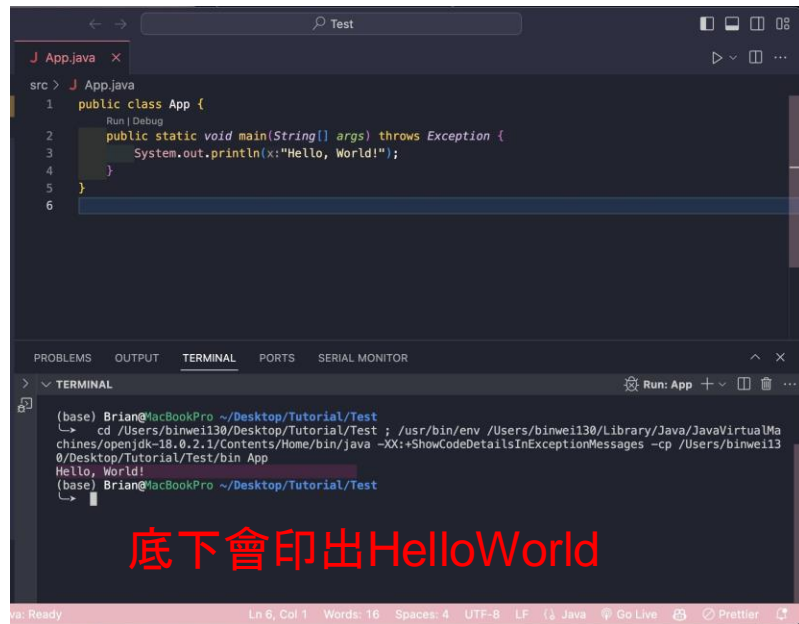 Test
App.java
src > App.java
1 public class App {
Run | Debug
2 public static void main(String[] args) throws Exception {
3 System.out.println(x:"Hello, World!");
4 }
5 }
6
PROBLEMS OUTPUT TERMINAL PORTS SERIAL MONITOR
TERMINAL
Run: App
(base) Brian@MacBookPro ~/Desktop/Tutorial/Test
cd /Users/binwei130/Desktop/Tutorial/Test ; /usr/bin/env /Users/binwei130/Library/Java/JavaVirtualMa
chines/openjdk-18.0.2.1/Contents/Home/bin/java -XX:+ShowCodeDetailsInExceptionMessages -cp /Users/binwei13
0/Desktop/Tutorial/Test/bin App
Hello, World!
(base) Brian@MacBookPro ~/Desktop/Tutorial/Test
底下會印出HelloWorld
va: Ready Ln 6, Col 1 Words: 16 Spaces: 4 UTF-8 LF {} Java Go Live Prettier